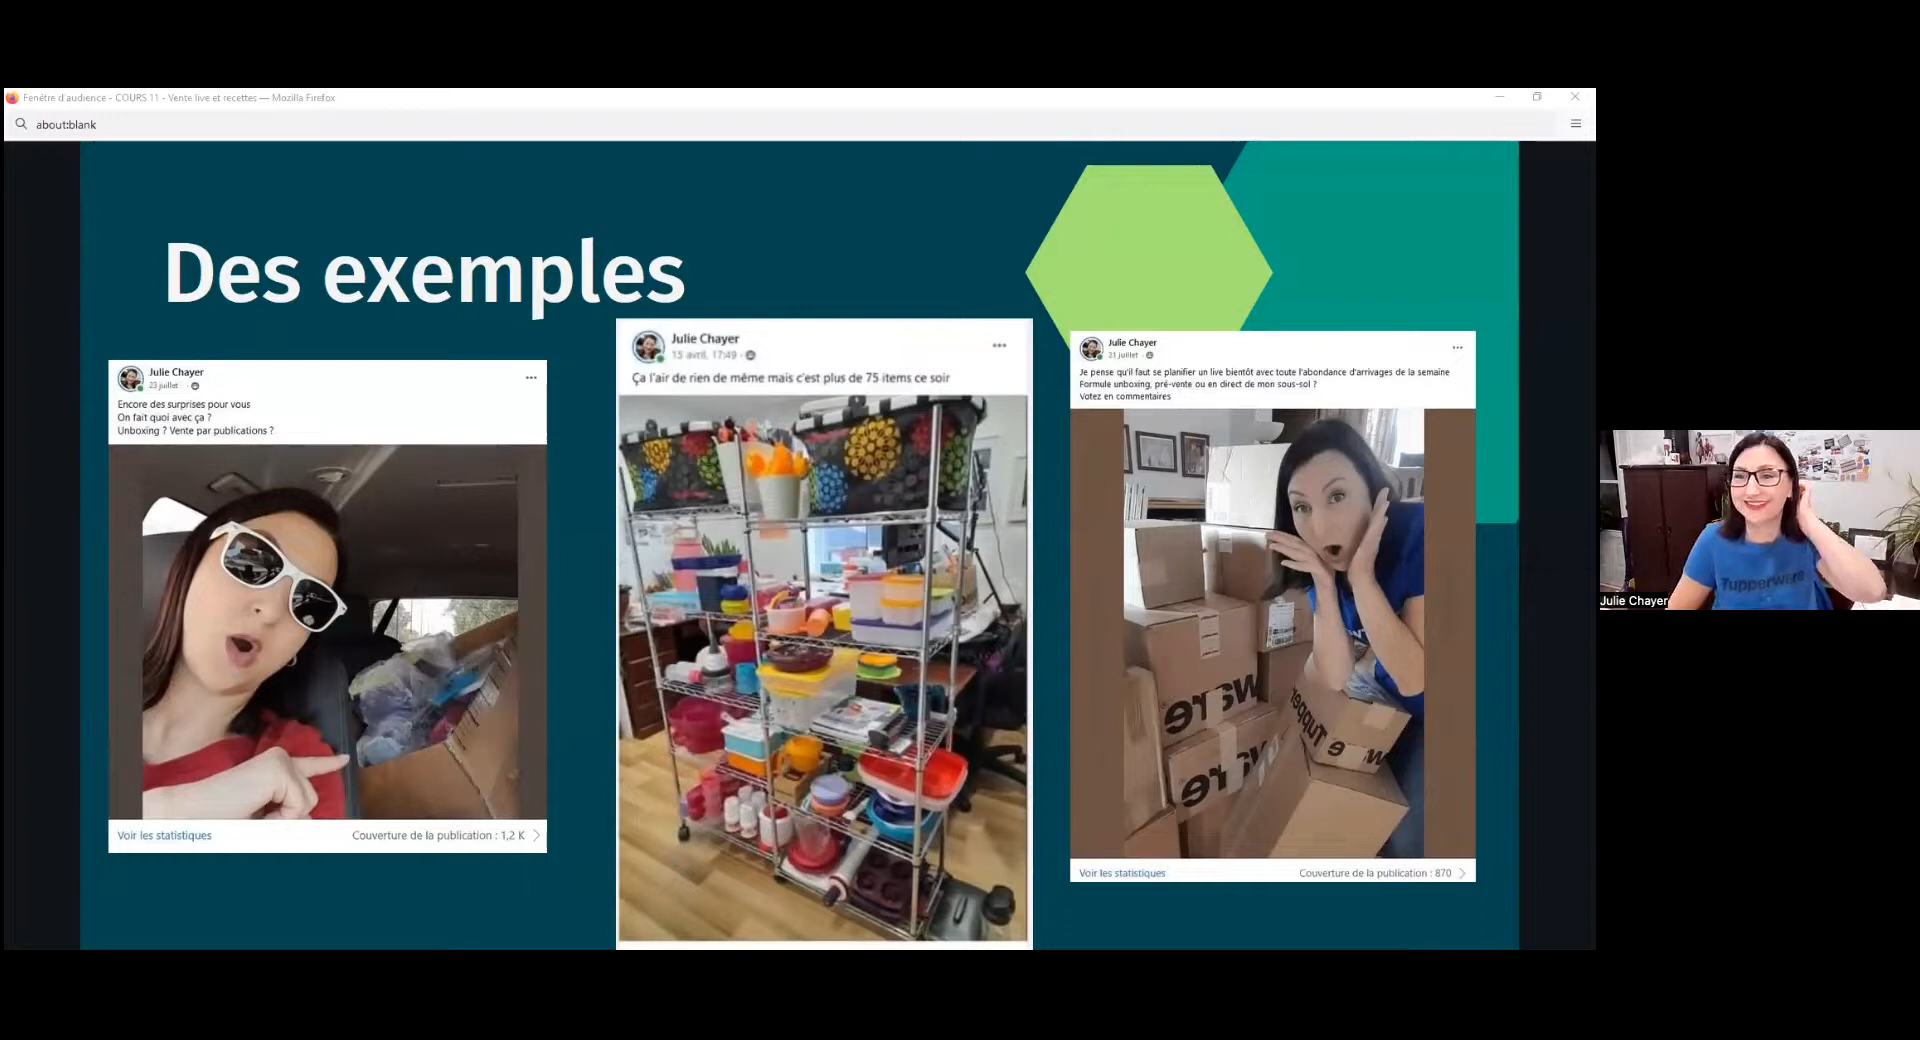 Fenêtre d'audience - COURS 11 - Vente live et recettes — Mozilla Firefox
about:blank
Des exemples
Julie Chayer
23 juillet ·
Encore des surprises pour vous
On fait quoi avec ça ?
Unboxing ? Vente par publications ?
Voir les statistiques
Couverture de la publication : 1,2 K
Julie Chayer
15 avril, 17:49 ·
Ça l'air de rien de même mais c'est plus de 75 items ce soir
Julie Chayer
21 juillet ·
Je pense qu'il faut se planifier un live bientôt avec toute l'abondance d'arrivages de la semaine
Formule unboxing, pré-vente ou en direct de mon sous-sol ?
Votez en commentaires
ware
Tupperware
ware
Voir les statistiques
Couverture de la publication : 870
Tupperware
Julie Chayer